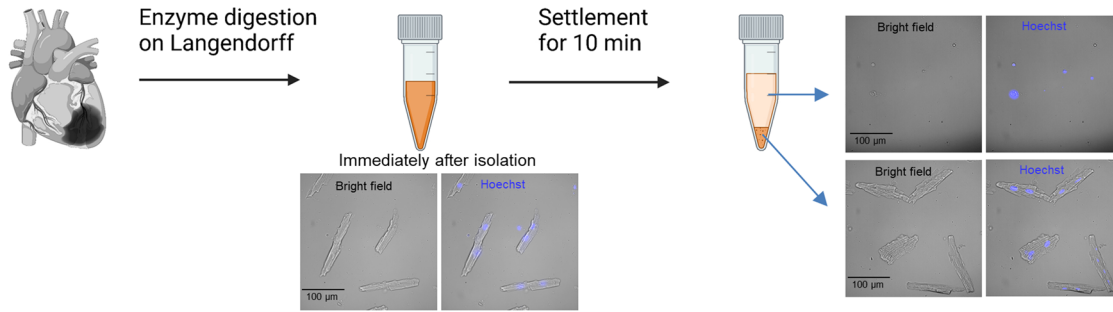 Enzyme digestion
on Langendorff
Settlement
for 10 min
Immediately after isolation
Bright field
Hoechst
100 µm
Bright field
Hoechst
100 µm
Bright field
Hoechst
100 µm